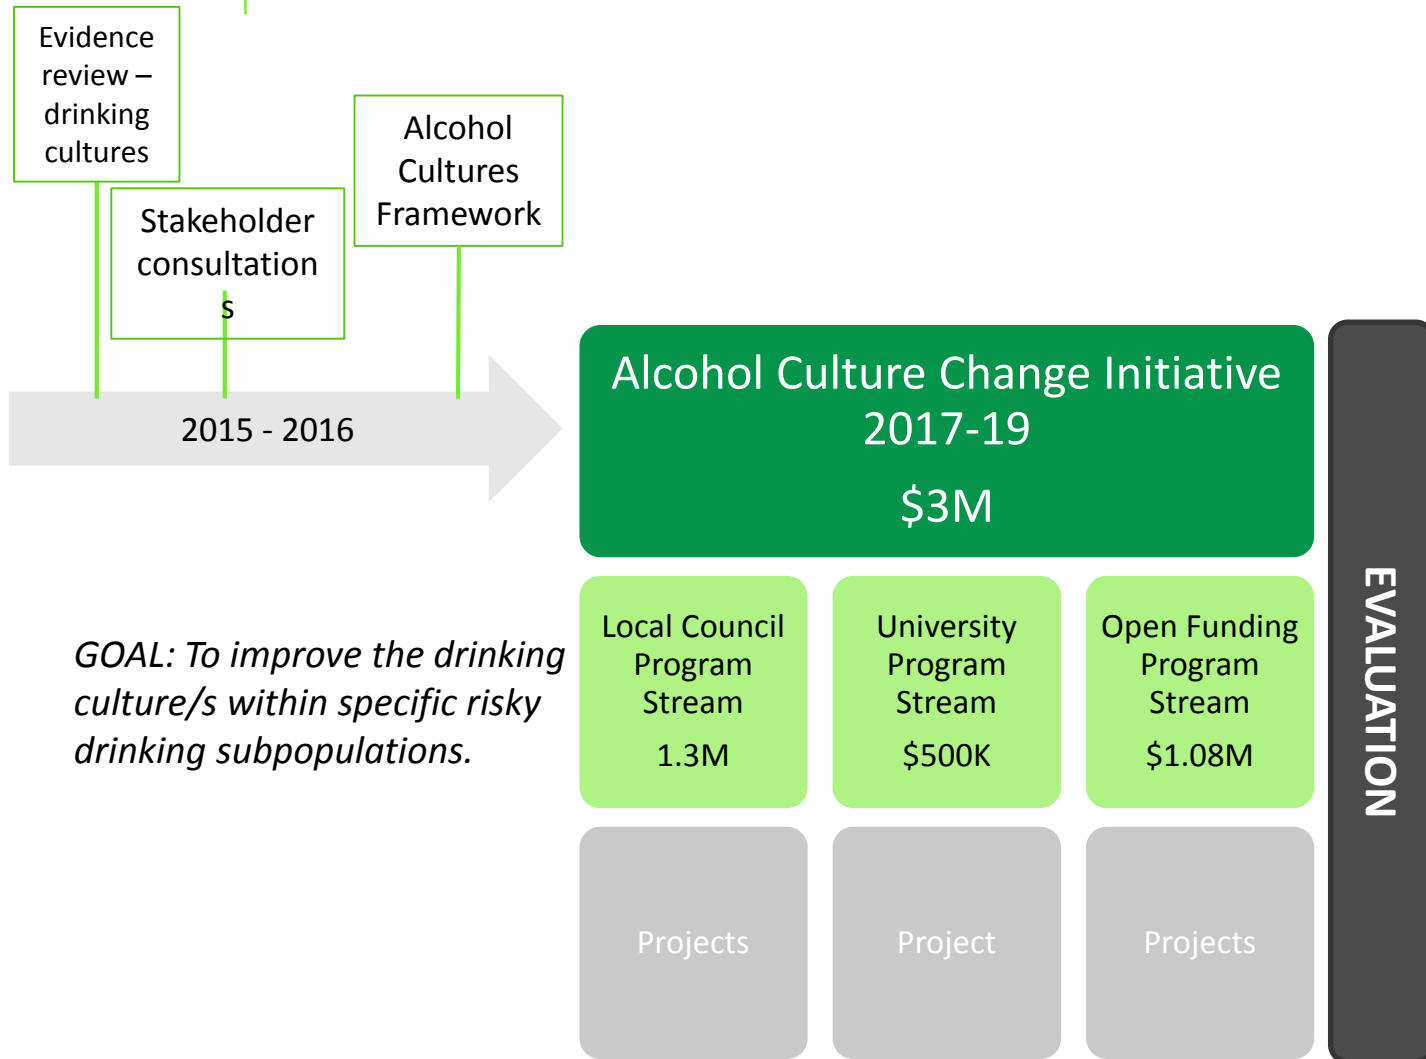 Evidence
review –
drinking
cultures
Stakeholder
consultation
s
Alcohol
Cultures
Framework
2015 - 2016
Alcohol Culture Change Initiative
2017-19
$3M
GOAL: To improve the drinking
culture/s within specific risky
drinking subpopulations.
Local Council
Program
Stream
1.3M
University
Program
Stream
$500K
Open Funding
Program
Stream
$1.08M
Projects
Project
Projects
EVALUATION